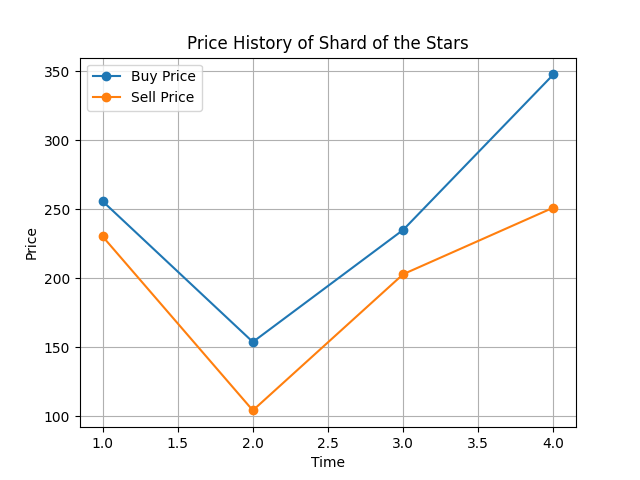 Price History of Shard of the Stars
Buy Price
Sell Price
350
300
250
200
150
100
Price
1.0 1.5 2.0 2.5 3.0 3.5 4.0
Time